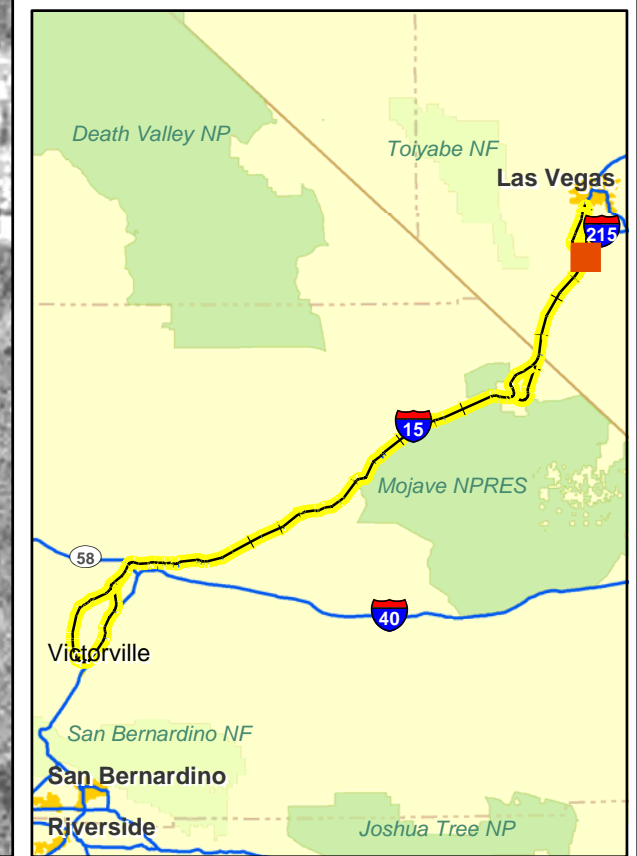 Death Valley NP
Toiyabe NF
Las Vegas
215
15
Mojave NPRES
58
40
Victorville
San Bernardino NF
San Bernardino
Riverside
Joshua Tree NP